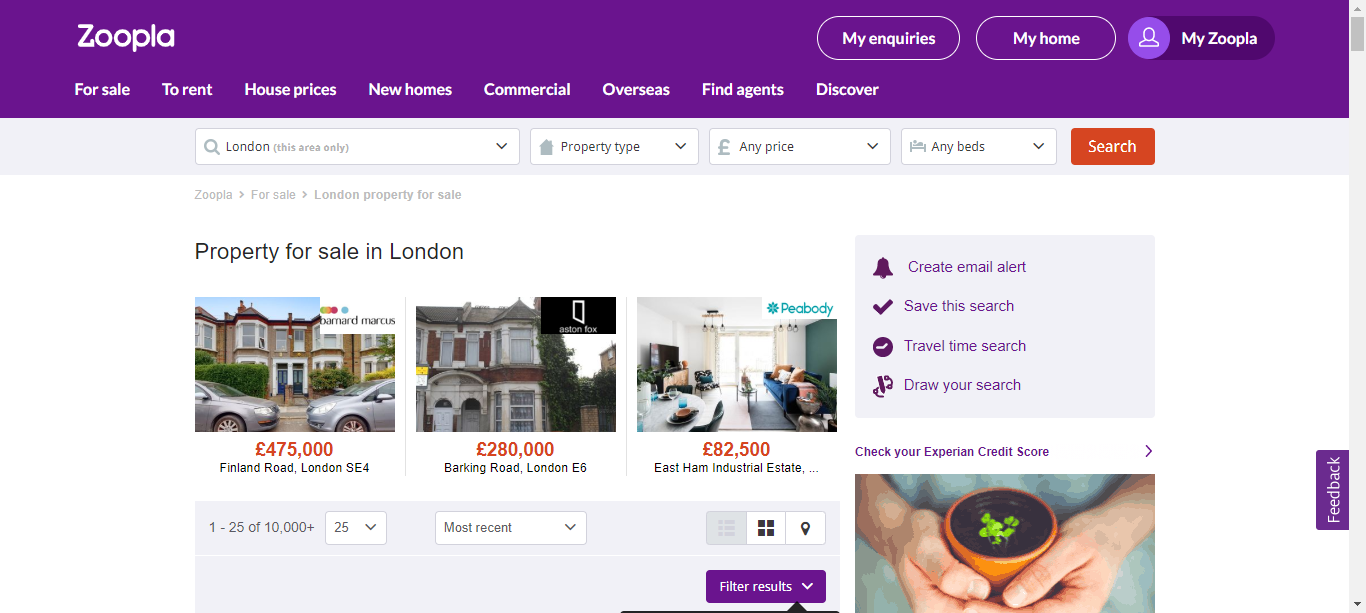 Zoopla
My enquiries
My home
My Zoopla
For sale
To rent
House prices
New homes
Commercial
Overseas
Find agents
Discover
London (this area only)
Property type
£ Any price
Any beds
Search
Zoopla > For sale > London property for sale
Property for sale in London
barnard marcus
aston fox
Peabody
£475,000
Finland Road, London SE4
£280,000
Barking Road, London E6
£82,500
East Ham Industrial Estate, ...
1 - 25 of 10,000+
25
Most recent
Filter results
Create email alert
Save this search
Travel time search
Draw your search
Check your Experian Credit Score
Feedback